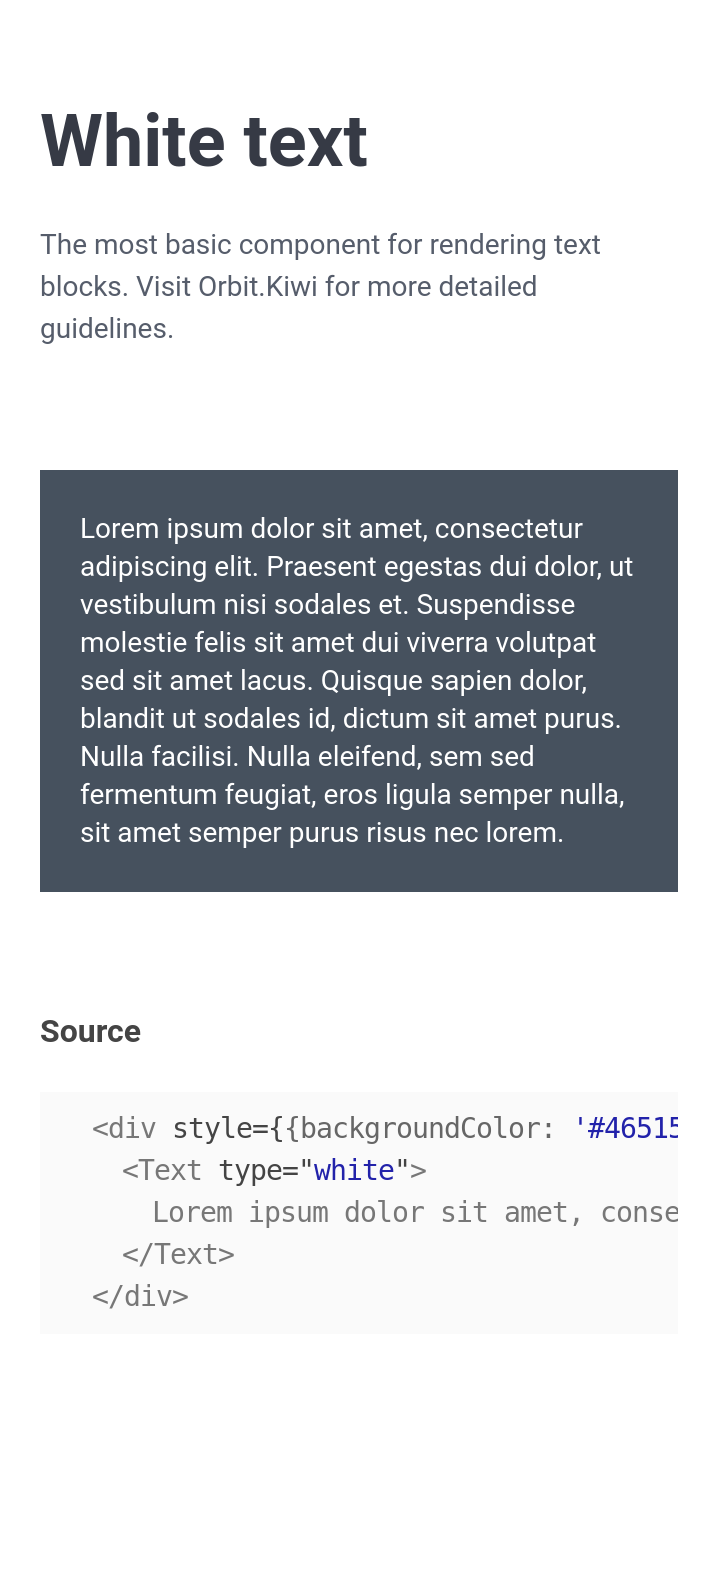 White text
The most basic component for rendering text
blocks. Visit Orbit.Kiwi for more detailed
guidelines.
Lorem ipsum dolor sit amet, consectetur
adipiscing elit. Praesent egestas dui dolor, ut
vestibulum nisi sodales et. Suspendisse
molestie felis sit amet dui viverra volutpat
sed sit amet lacus. Quisque sapien dolor,
blandit ut sodales id, dictum sit amet purus.
Nulla facilisi. Nulla eleifend, sem sed
fermentum feugiat, eros ligula semper nulla,
sit amet semper purus risus nec lorem.
Source
<div style={{backgroundColor: '#46515
<Text type="white">
Lorem ipsum dolor sit amet, conse
</Text>
</div>